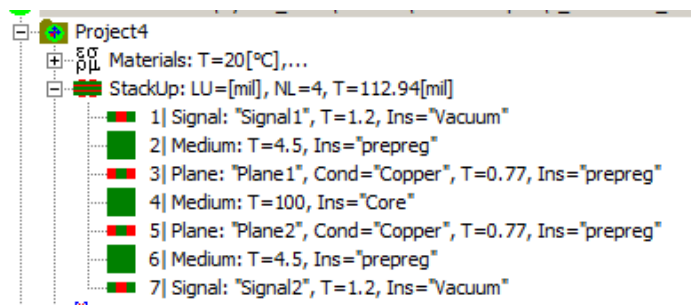 Project4
Materials: T=20[°C],...
StackUp: LU=[mil], NL=4, T=112.94[mil]
1| Signal: "Signal1", T=1.2, Ins="Vacuum"
2| Medium: T=4.5, Ins="prepreg"
3| Plane: "Plane1", Cond="Copper", T=0.77, Ins="prepreg"
4| Medium: T=100, Ins="Core"
5| Plane: "Plane2", Cond="Copper", T=0.77, Ins="prepreg"
6| Medium: T=4.5, Ins="prepreg"
7| Signal: "Signal2", T=1.2, Ins="Vacuum"